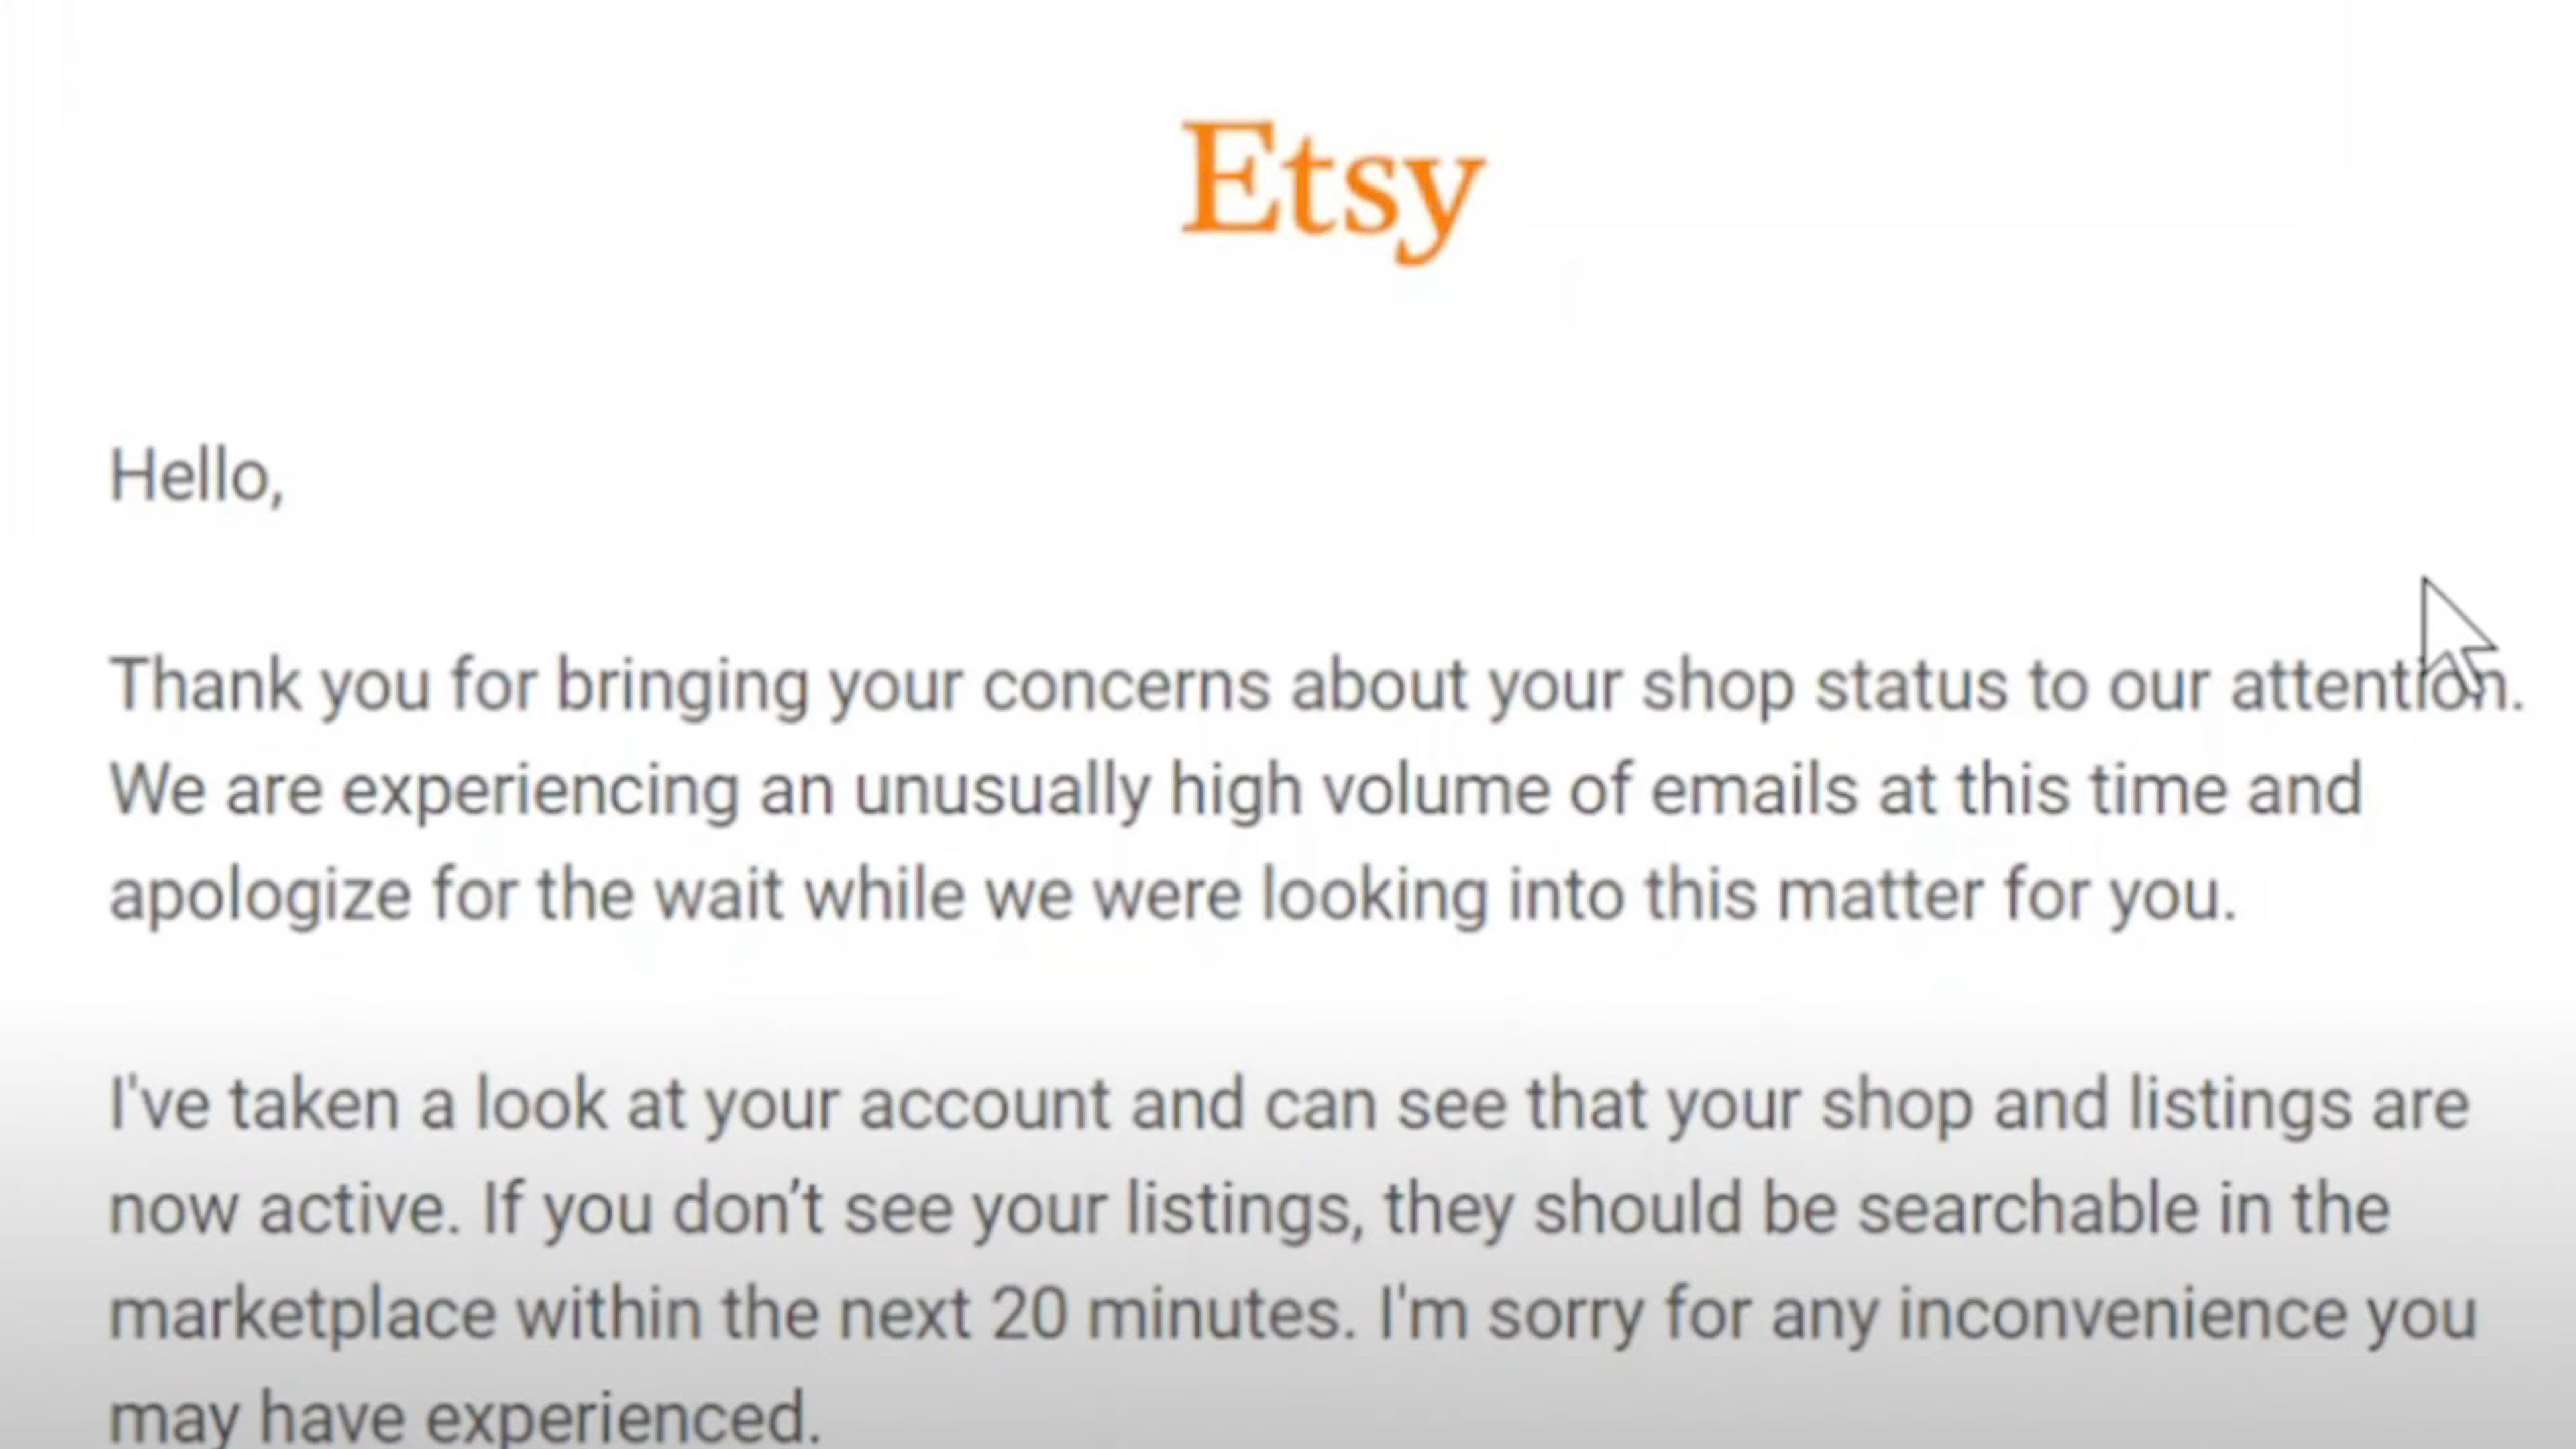 Etsy
Hello,
Thank you for bringing your concerns about your shop status to our attention.
We are experiencing an unusually high volume of emails at this time and
apologize for the wait while we were looking into this matter for you.
I've taken a look at your account and can see that your shop and listings are
now active. If you don’t see your listings, they should be searchable in the
marketplace within the next 20 minutes. I'm sorry for any inconvenience you
may have experienced.